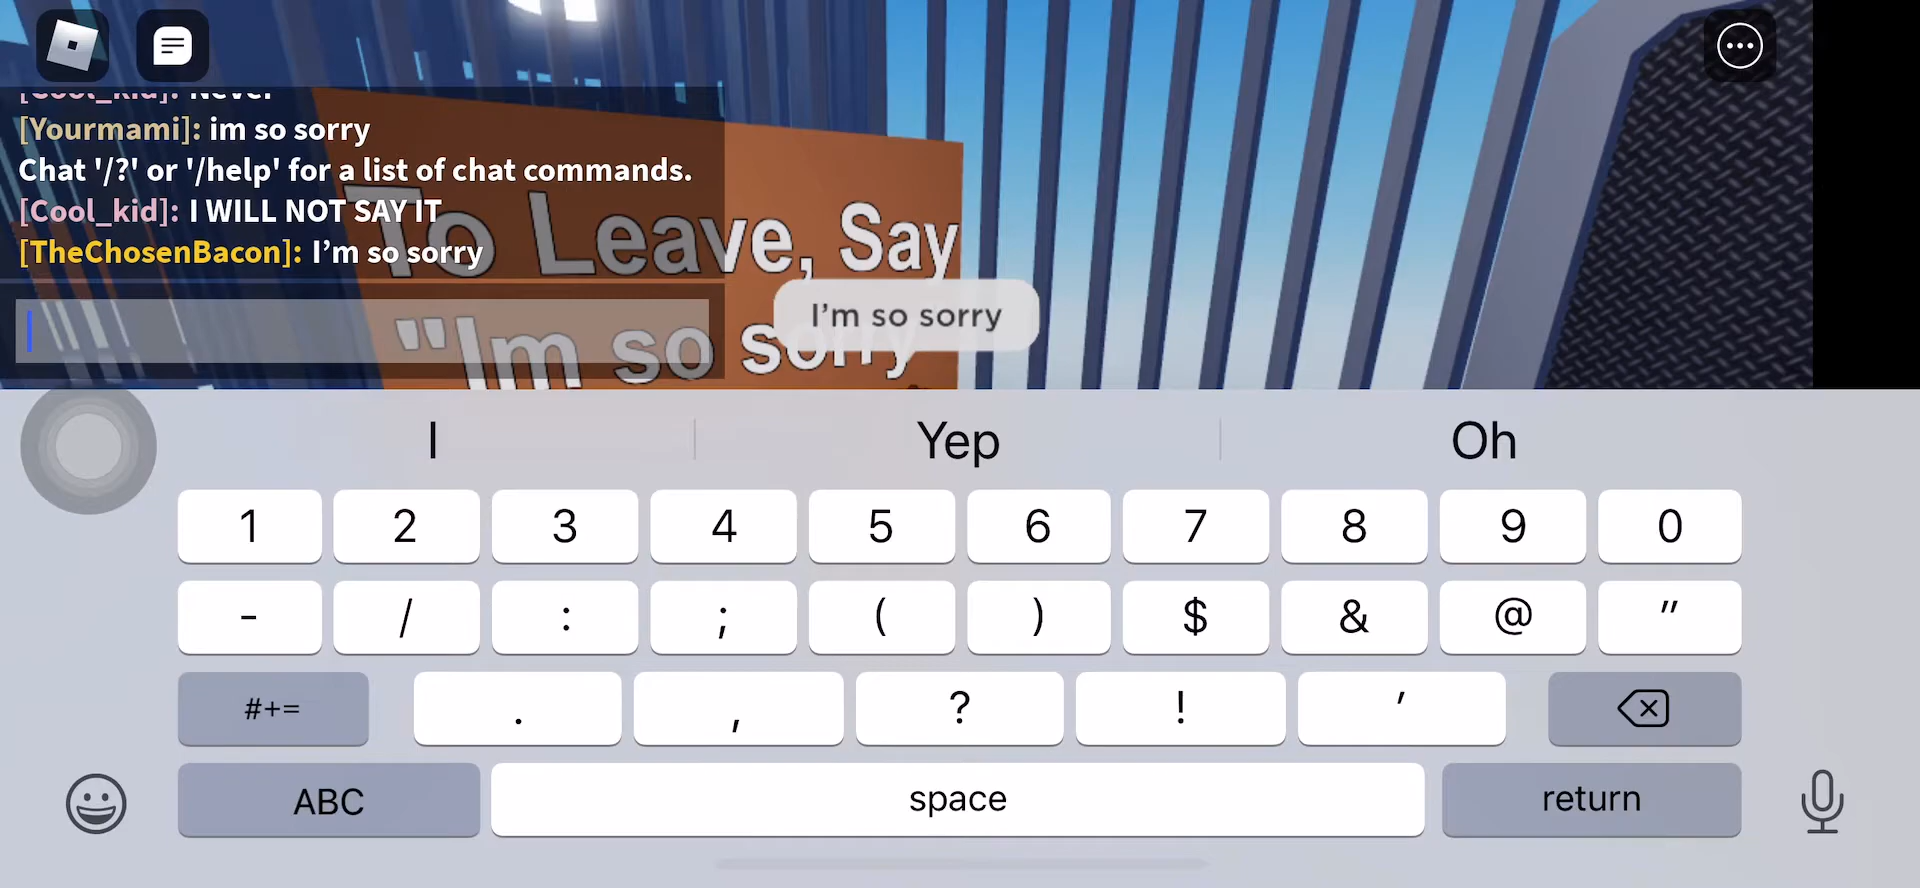 [Cool_kid]: Never
[Yourmami]: im so sorry
Chat '/?' or '/help' for a list of chat commands.
[Cool_kid]: I WILL NOT SAY IT
[TheChosenBacon]: I’m so sorry
To Leave, Say
"Im so sorry
I’m so sorry
I Yep Oh
1 2 3 4 5 6 7 8 9 0
- / : ; ( ) $ & @ "
#+= . , ? ! '
ABC space return